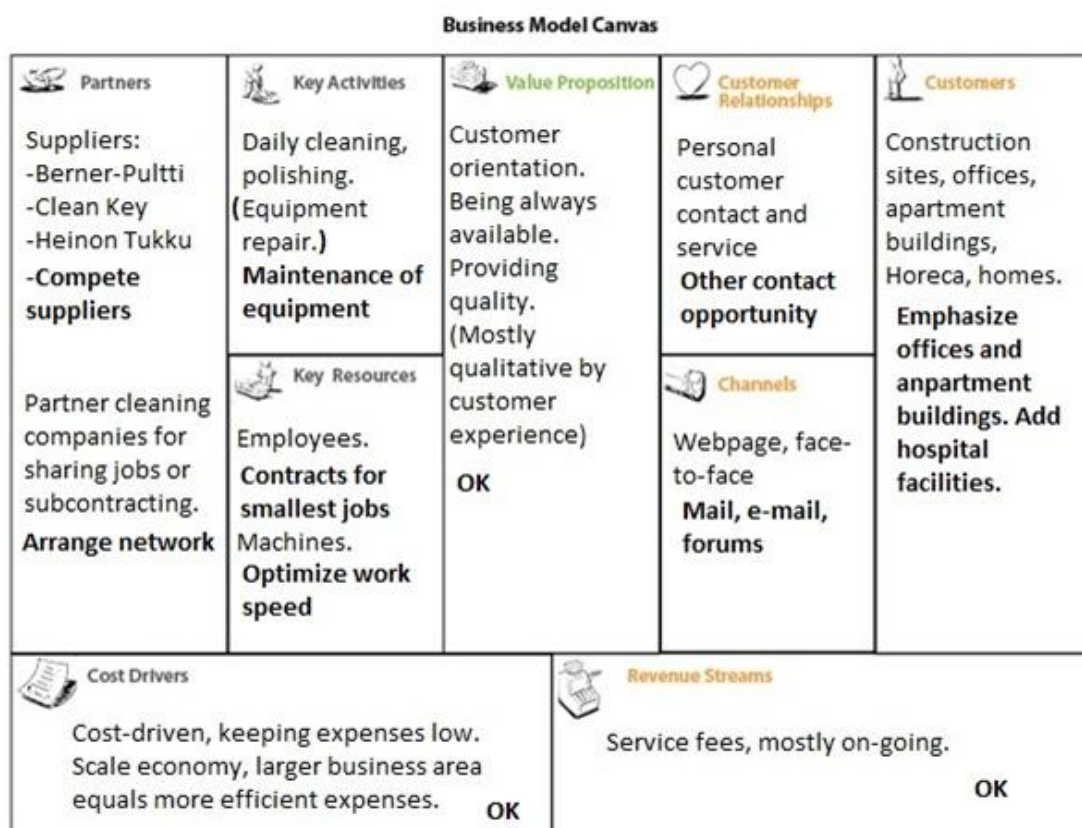 Business Model Canvas
Partners
Suppliers:
-Berner-Pultti
-Clean Key
-Heinon Tukku
-Compete
suppliers
Partner cleaning
companies for
sharing jobs or
subcontracting.
Arrange network
Key Activities
Daily cleaning,
polishing.
(Equipment
repair.)
Maintenance of
equipment
Key Resources
Employees.
Contracts for
smallest jobs
Machines.
Optimize work
speed
Value Proposition
Customer
orientation.
Being always
available.
Providing
quality.
(Mostly
qualitative by
customer
experience)
OK
Customer
Relationships
Personal
customer
contact and
service
Other contact
opportunity
Channels
Webpage, face-
to-face
Mail, e-mail,
forums
Customers
Construction
sites, offices,
apartment
buildings,
Horeca, homes.
Emphasize
offices and
anpartment
buildings. Add
hospital
facilities.
Cost Drivers
Cost-driven, keeping expenses low.
Scale economy, larger business area
equals more efficient expenses.
OK
Revenue Streams
Service fees, mostly on-going.
OK